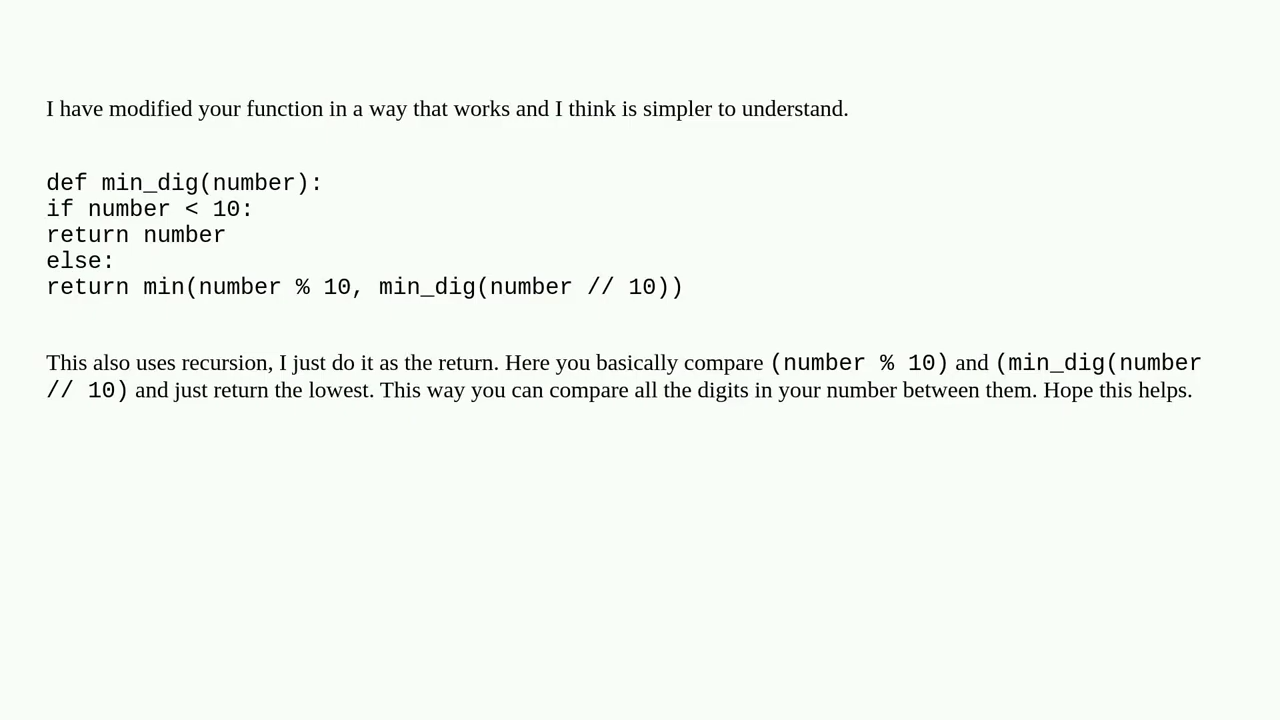 I have modified your function in a way that works and I think is simpler to understand.
def min_dig(number):
if number < 10:
return number
else:
return min(number % 10, min_dig(number // 10))
This also uses recursion, I just do it as the return. Here you basically compare (number % 10) and (min_dig(number
// 10) and just return the lowest. This way you can compare all the digits in your number between them. Hope this helps.